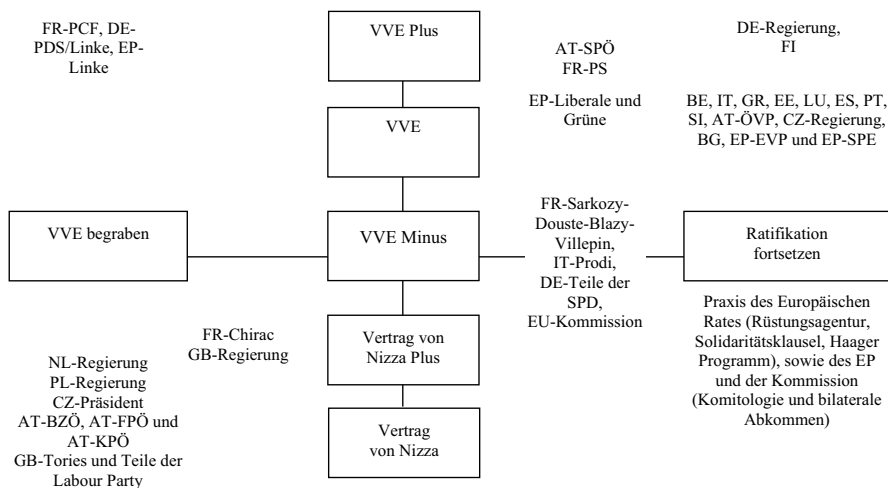 FR-PCF, DE-
PDS/Linke, EP-
Linke
VVE Plus
AT-SPÖ
FR-PS
EP-Liberale und
Grüne
DE-Regierung,
FI
BE, IT, GR, EE, LU, ES, PT,
SI, AT-ÖVP, CZ-Regierung,
BG, EP-EVP und EP-SPE
VVE
VVE begraben
VVE Minus
FR-Sarkozy-
Douste-Blazy-
Villepin,
IT-Prodi,
DE-Teile der
SPD,
EU-Kommission
Ratifikation
fortsetzen
FR-Chirac
GB-Regierung
Vertrag von
Nizza Plus
Praxis des Europäischen
Rates (Rüstungsagentur,
Solidaritätsklausel, Haager
Programm), sowie des EP
und der Kommission
(Komitologie und bilaterale
Abkommen)
NL-Regierung
PL-Regierung
CZ-Präsident
AT-BZÖ, AT-FPÖ und
AT-KPÖ
GB-Tories und Teile der
Labour Party
Vertrag
von Nizza